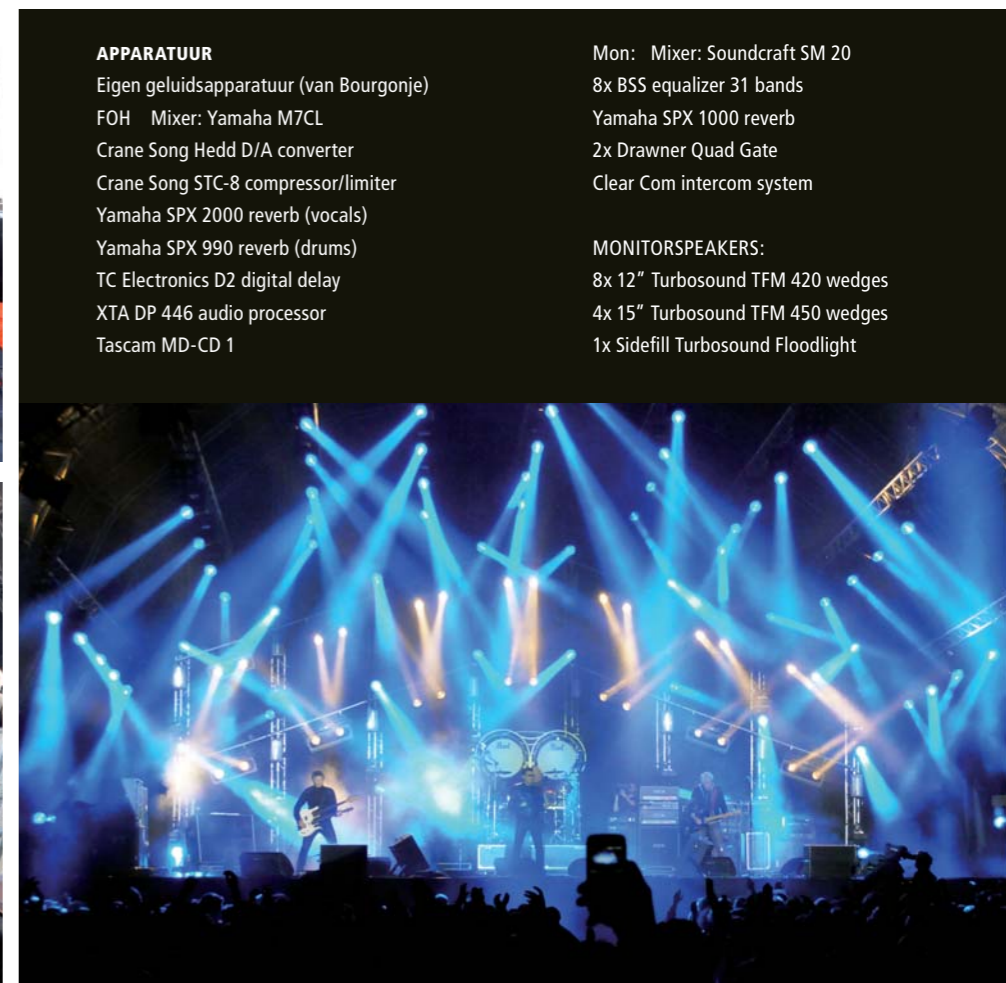 APPARATUUR
Eigen geluidsapparatuur (van Bourgonje)
FOH Mixer: Yamaha M7CL
Crane Song Hedd D/A converter
Crane Song STC-8 compressor/limiter
Yamaha SPX 2000 reverb (vocals)
Yamaha SPX 990 reverb (drums)
TC Electronics D2 digital delay
XTA DP 446 audio processor
Tascam MD-CD 1
Mon: Mixer: Soundcraft SM 20
8x BSS equalizer 31 bands
Yamaha SPX 1000 reverb
2x Drawner Quad Gate
Clear Com intercom system
MONITORSPEAKERS:
8x 12” Turbosound TFM 420 wedges
4x 15” Turbosound TFM 450 wedges
1x Sidefill Turbosound Floodlight